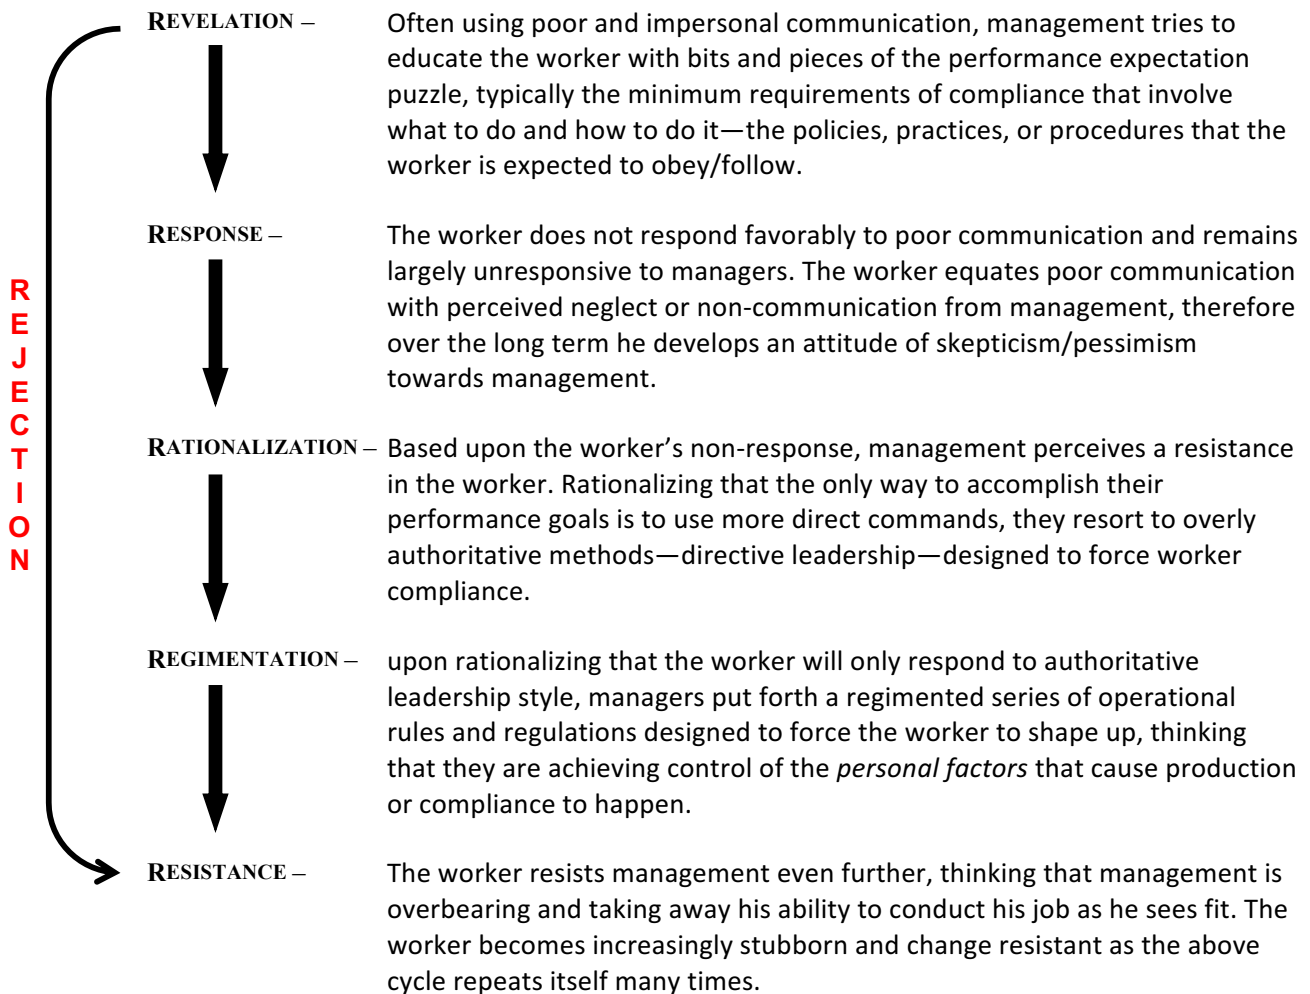 REVELATION – Often using poor and impersonal communication, management tries to
educate the worker with bits and pieces of the performance expectation
puzzle, typically the minimum requirements of compliance that involve
what to do and how to do it—the policies, practices, or procedures that the
worker is expected to obey/follow.
RESPONSE – The worker does not respond favorably to poor communication and remains
largely unresponsive to managers. The worker equates poor communication
with perceived neglect or non-communication from management, therefore
over the long term he develops an attitude of skepticism/pessimism
towards management.
RATIONALIZATION – Based upon the worker’s non-response, management perceives a resistance
in the worker. Rationalizing that the only way to accomplish their
performance goals is to use more direct commands, they resort to overly
authoritative methods—directive leadership—designed to force worker
compliance.
REGIMENTATION – upon rationalizing that the worker will only respond to authoritative
leadership style, managers put forth a regimented series of operational
rules and regulations designed to force the worker to shape up, thinking
that they are achieving control of the personal factors that cause production
or compliance to happen.
RESISTANCE – The worker resists management even further, thinking that management is
overbearing and taking away his ability to conduct his job as he sees fit. The
worker becomes increasingly stubborn and change resistant as the above
cycle repeats itself many times.
REJECTION